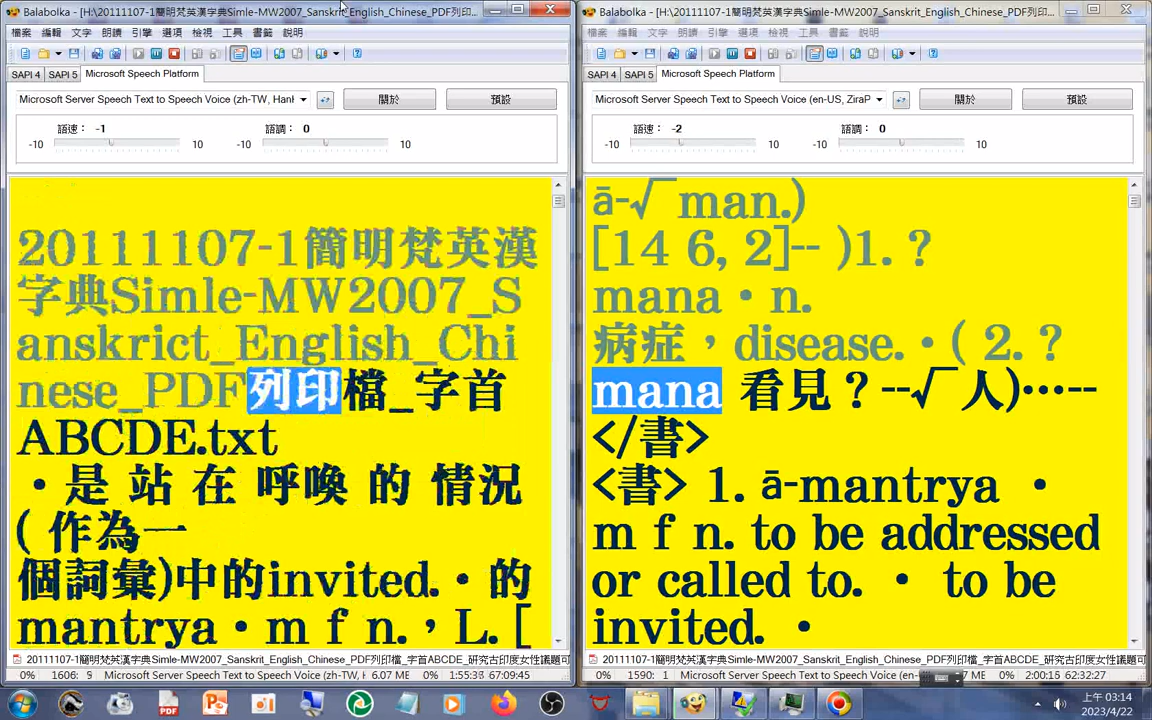 Balabolka - [H:\20111107-1簡明梵英漢字典Simle-MW2007_Sanskrit_English_Chinese_PDF列印...
檔案 編輯 文字 朗讀 引擎 選項 檢視 工具 書籤 說明
SAPI 4 SAPI 5 Microsoft Speech Platform
Microsoft Server Speech Text to Speech Voice (zh-TW, Hanl
關於 預設
語速： -1 語調： 0
-10 10 -10 10
20111107-1簡明梵英漢
字典Simle-MW2007_S
anskrict_English_Chi
nese_PDF列印檔_字首
ABCDE.txt
•是 站 在 呼喚 的 情況
( 作為一
個詞彙)中的invited.•的
mantrya•m f n.，L. [
20111107-1簡明梵英漢字典Simle-MW2007_Sanskrit_English_Chinese_PDF列印檔_字首ABCDE_研究古印度女性議題可
0% 1606: 9 Microsoft Server Speech Text to Speech Voice (zh-TW, H 6.07 MB 0% 1:55:35 67:09:45
Balabolka - [H:\20111107-1簡明梵英漢字典Simle-MW2007_Sanskrit_English_Chinese_PDF列印...
檔案 編輯 文字 朗讀 引擎 選項 檢視 工具 書籤 說明
SAPI 4 SAPI 5 Microsoft Speech Platform
Microsoft Server Speech Text to Speech Voice (en-US, ZiraP
關於 預設
語速： -2 語調： 0
-10 10 -10 10
ā-√ man.)
[14 6, 2]-- )1. ?
mana•n.
病症，disease.•( 2. ?
mana 看見？--√人)…--
</書>
<書> 1. ā-mantrya •
m f n. to be addressed
or called to. • to be
invited. •
20111107-1簡明梵英漢字典Simle-MW2007_Sanskrit_English_Chinese_PDF列印檔_字首ABCDE_研究古印度女性議題可
0% 1590: 1 Microsoft Server Speech Text to Speech Voice (en-US, Z 6.07 MB 0% 62:32:27
上午 03:14
2023/4/22